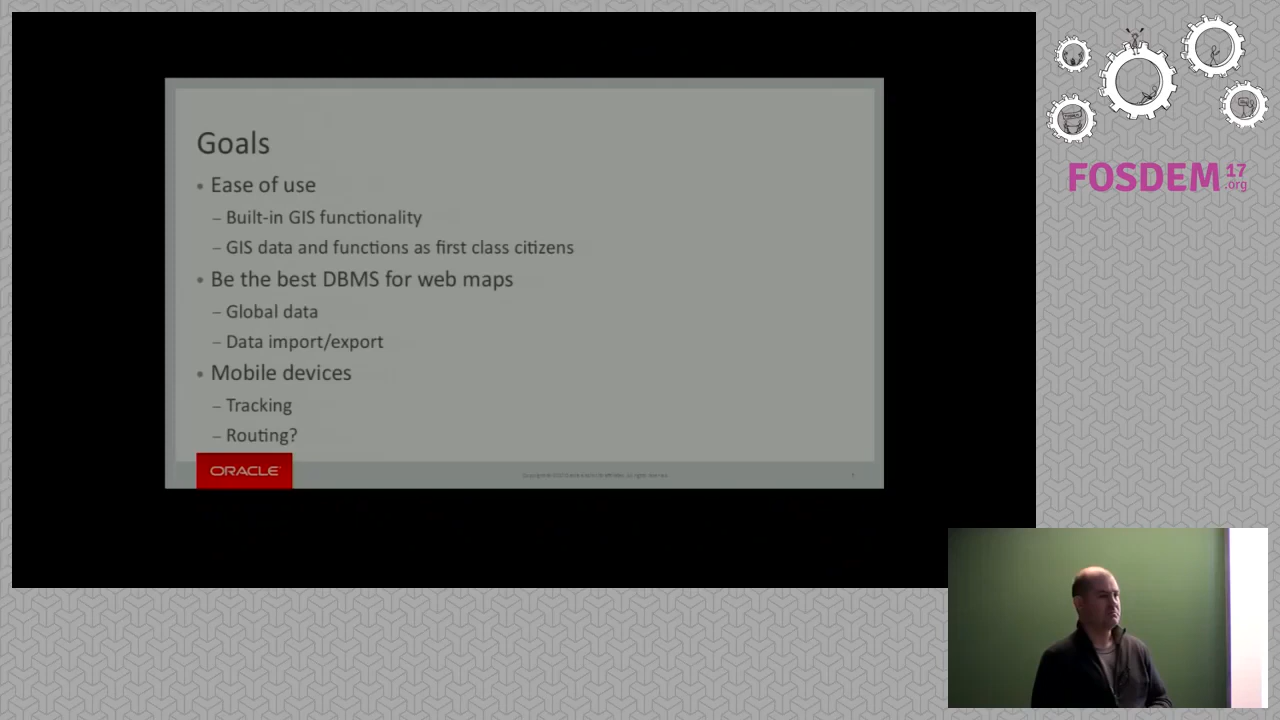 Goals
• Ease of use
– Built-in GIS functionality
– GIS data and functions as first class citizens
• Be the best DBMS for web maps
– Global data
– Data import/export
• Mobile devices
– Tracking
– Routing?
ORACLE
FOSDEM 17 .org